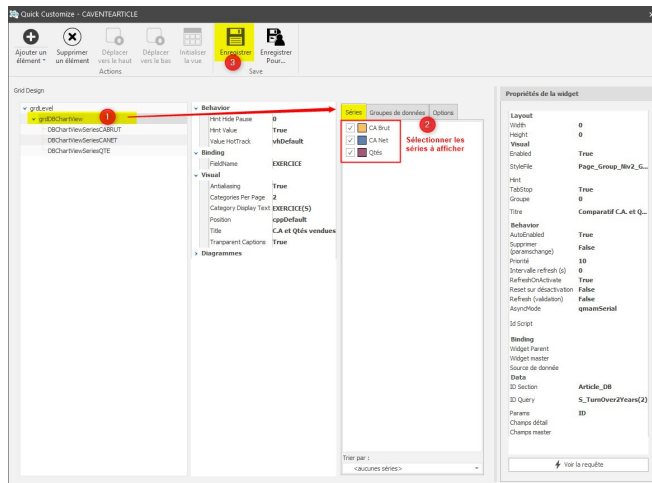 Quick Customize - CAVENTEARTICLE
Ajouter un élément
Supprimer un élément
Déplacer vers le haut
Déplacer vers le bas
Initialiser la vue
Enregistrer
Enregistrer Pour...
3
Actions
Save
Grid Design
grdLevel
grdDBChartView
1
DBChartViewSeriesCABRUT
DBChartViewSeriesCANET
DBChartViewSeriesQTE
Behavior
Hint Hide Pause 0
Hint Value True
Value HotTrack vhDefault
Binding
FieldName EXERCICE
Visual
Antialiasing True
Categories Per Page 2
Category Display Text EXERCICE(S)
Position cppDefault
Title C.A et Qtés vendues
Tranparent Captions True
Diagrammes
Séries Groupes de données Options
CA Brut
CA Net
Qtés
2
Sélectionner les
séries à afficher
Trier par :
<aucunes séries>
Propriétés de la widget
Layout
Width 0
Height 0
Visual
Enabled True
StyleFile Page_Group_Niv2_G...
Hint
TabStop True
Groupe 0
Titre Comparatif C.A. et Q...
Behavior
AutoEnabled True
Supprimer (paramschange) False
Priorité 10
Intervalle refresh (s) 0
RefreshOnActivate True
Reset sur désactivation False
Refresh (validation) False
AsyncMode qmamSerial
Id Script
Binding
Widget Parent
Widget master
Source de donnée
Data
ID Section Article_DB
ID Query S_TurnOver2Years(2)
Params ID
Champs détail
Champs master
Voir la requête